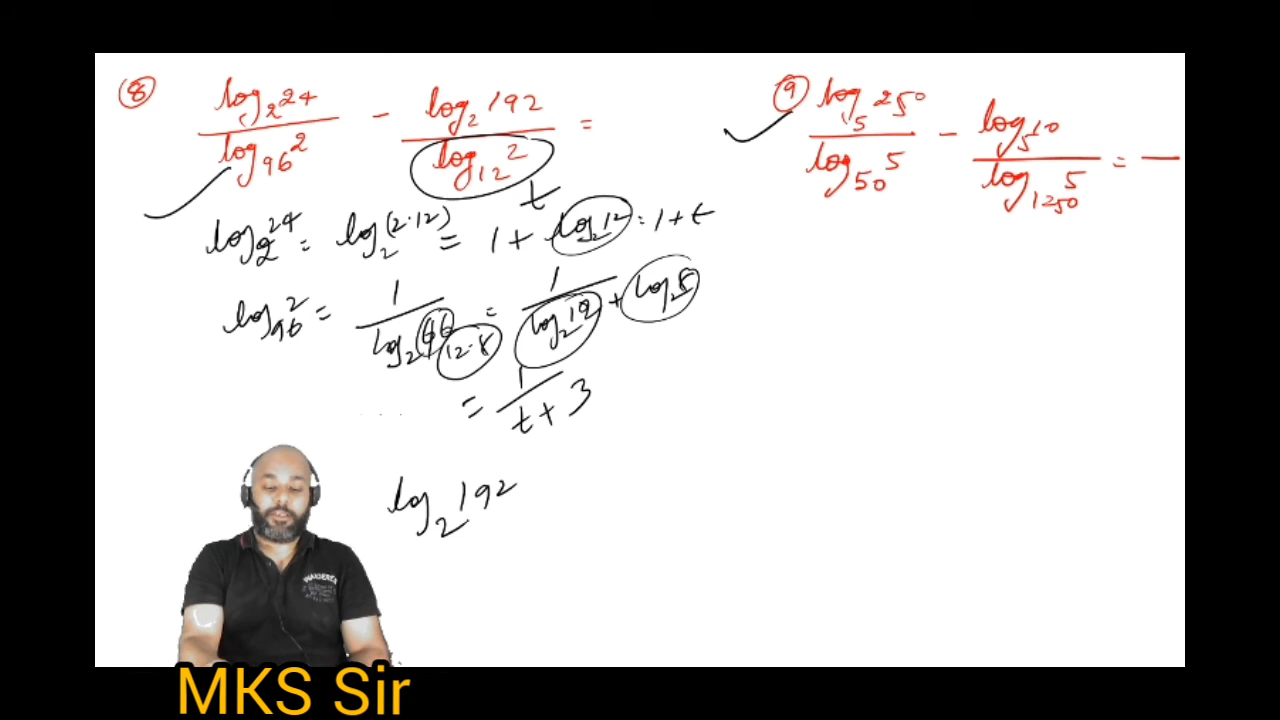 ⑧ log₂24 / log₉₆2 − log₂192 / log₁₂2 =
t
log₂24 = log₂(2·12) = 1 + log₂12 = 1 + t
log₉₆2 = 1 / log₂96 = 1 / log₂12 + log₂8
12·8
= 1 / t + 3
log₂192
⑨ log₅250 / log₅₀5 − log₅10 / log₁₂₅₀5 = —
WANDERER
MKS Sir